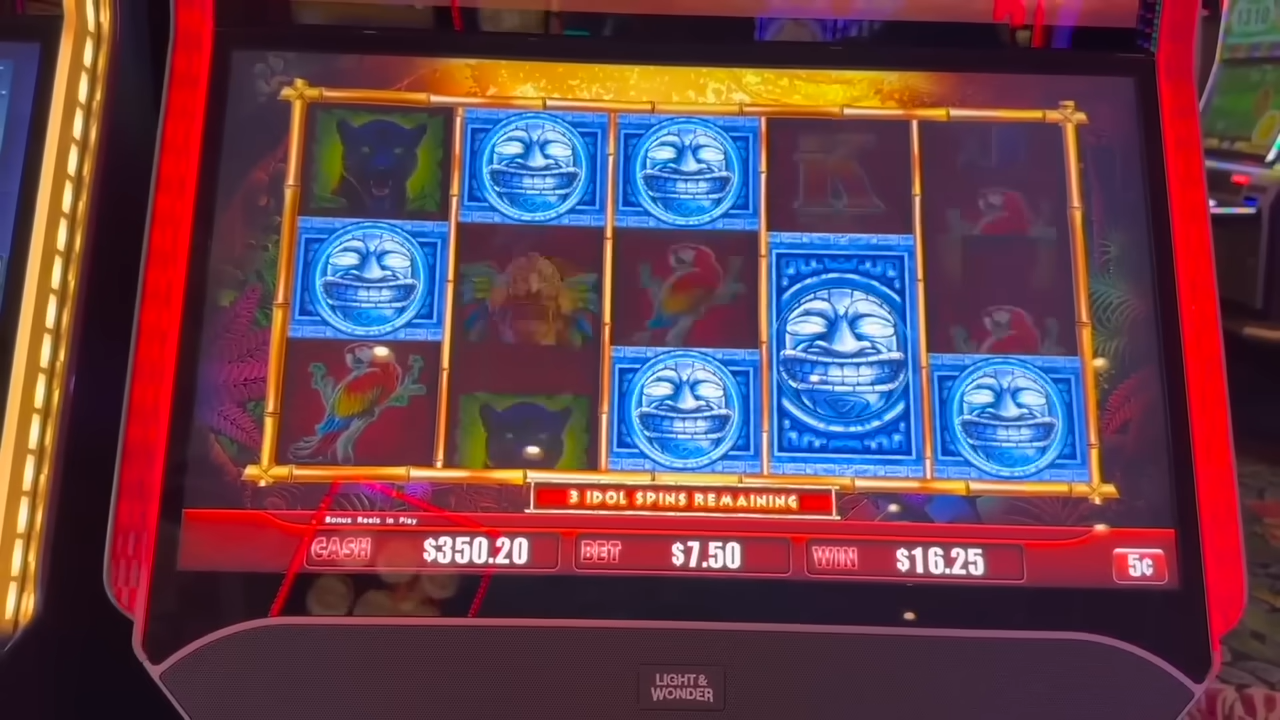 1310
K
3 IDOL SPINS REMAINING
Bonus Reels in Play
CASH $350.20 BET $7.50 WIN $16.25 5¢
LIGHT &
WONDER